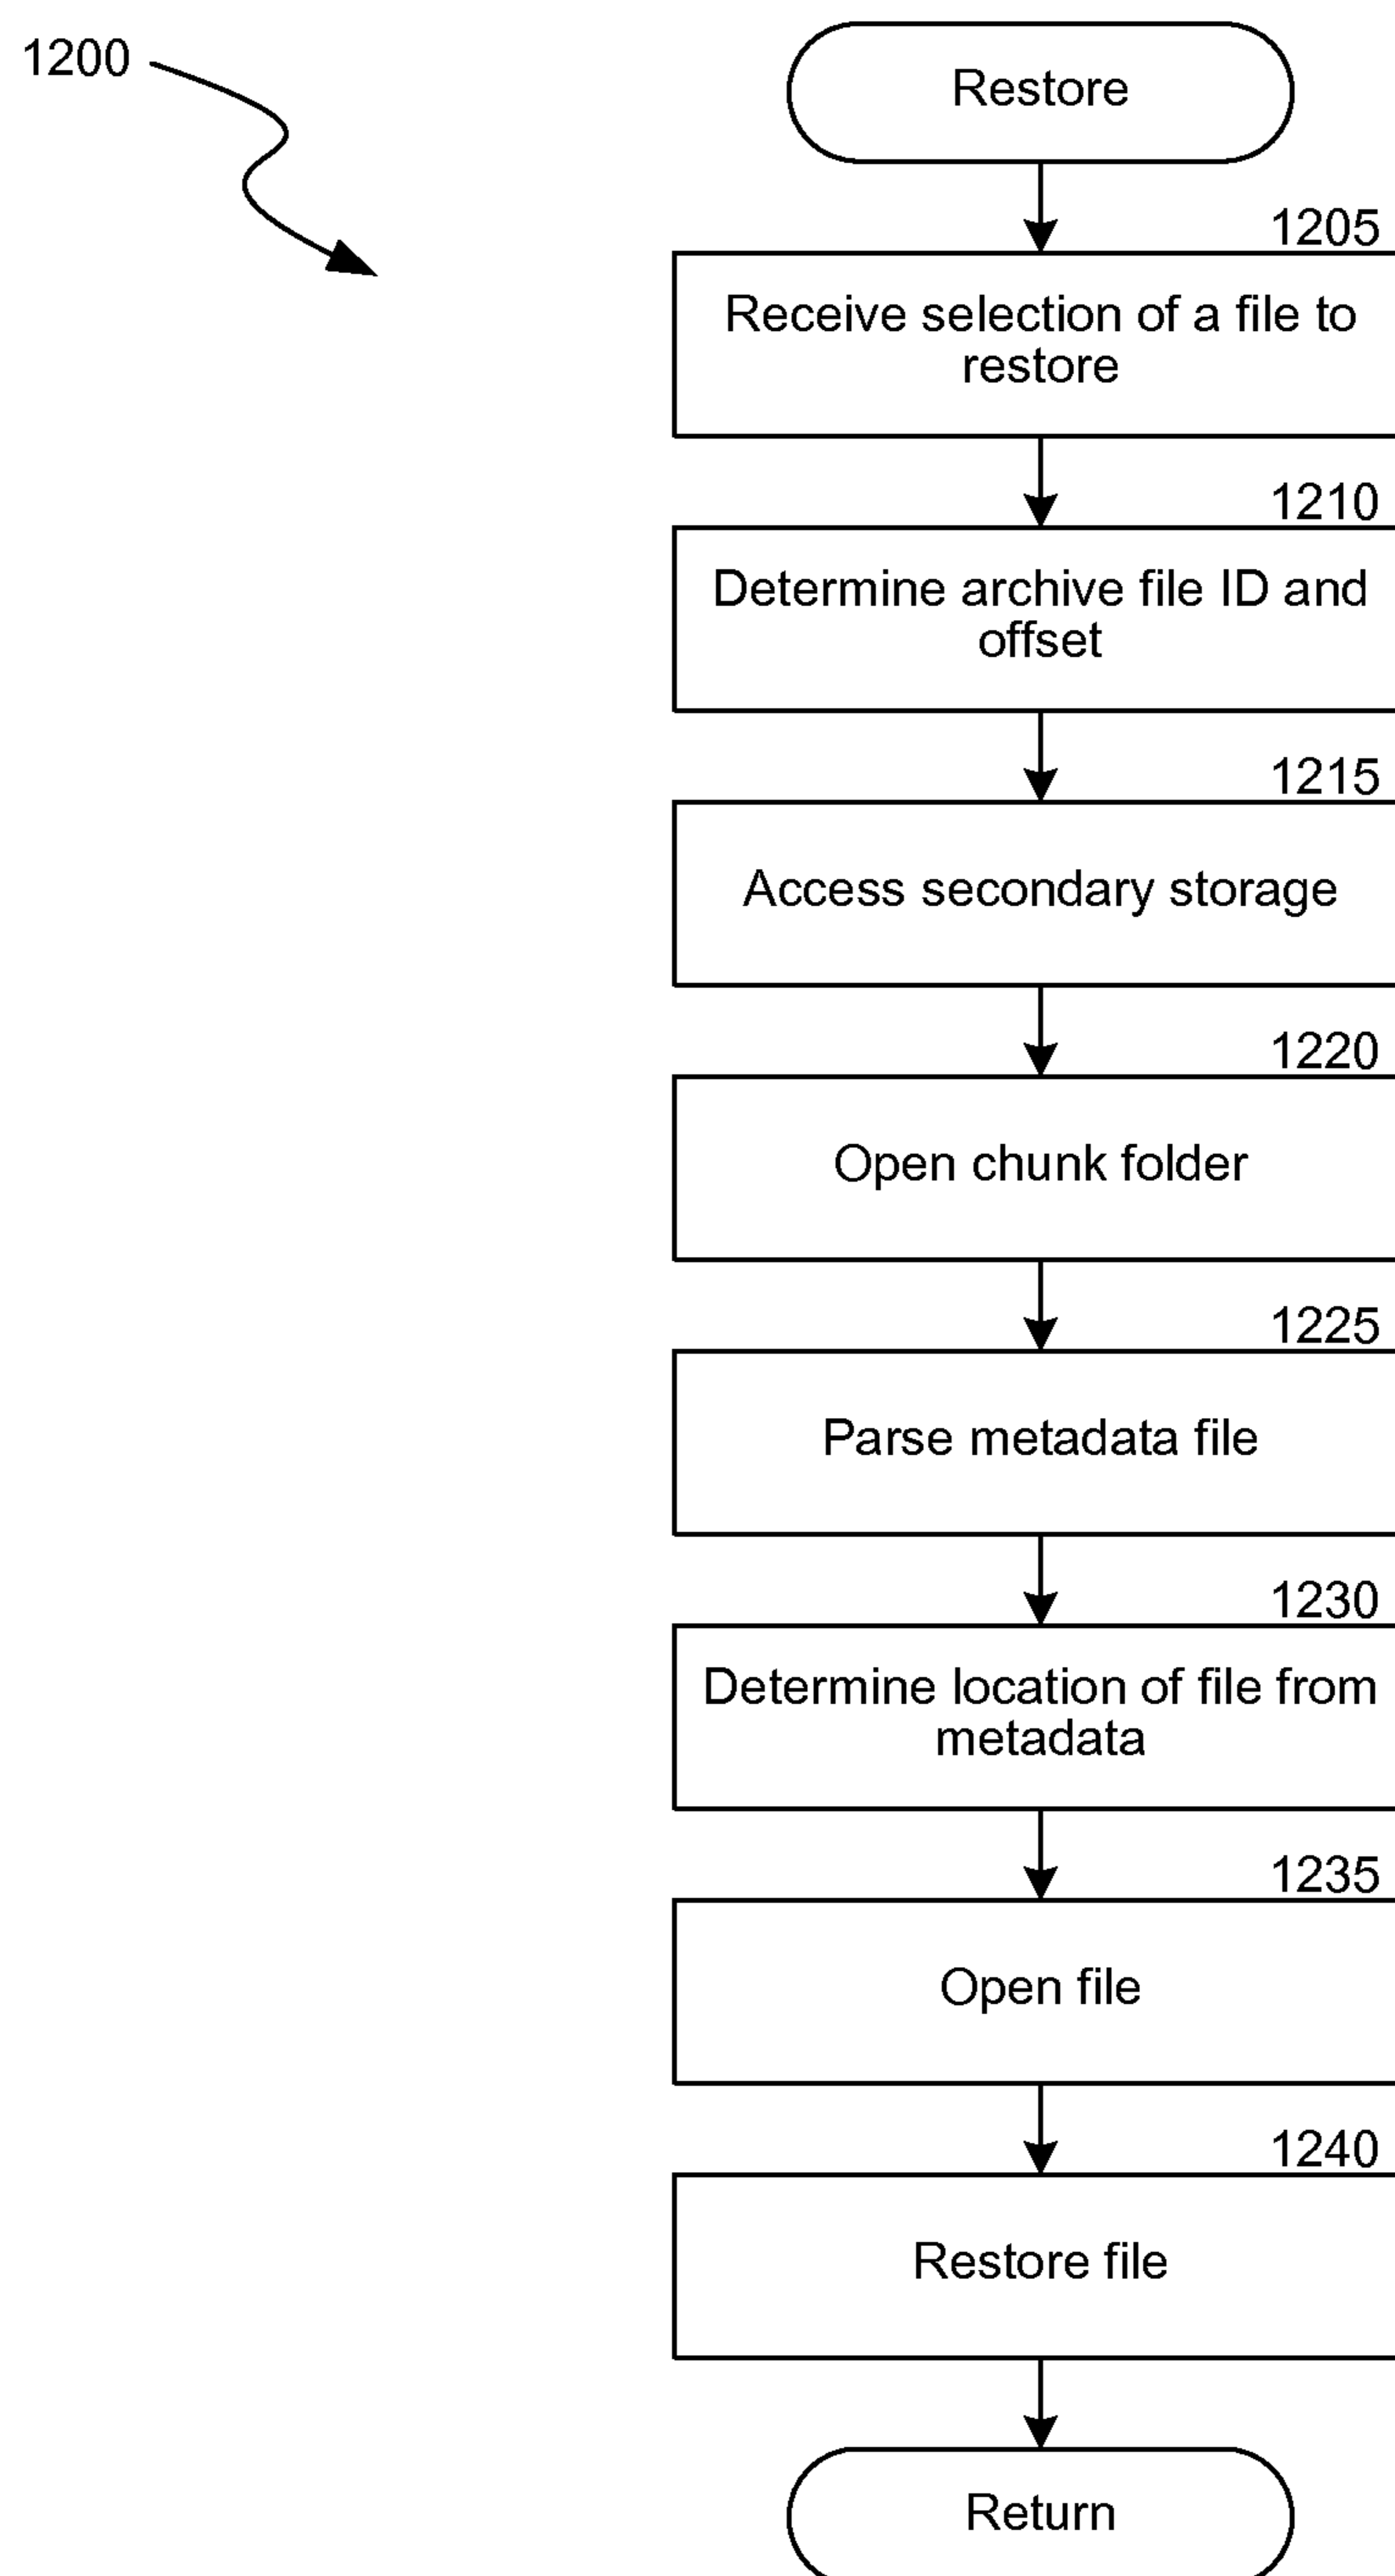 1200
Restore
1205
Receive selection of a file to
restore
1210
Determine archive file ID and
offset
1215
Access secondary storage
1220
Open chunk folder
1225
Parse metadata file
1230
Determine location of file from
metadata
1235
Open file
1240
Restore file
Return